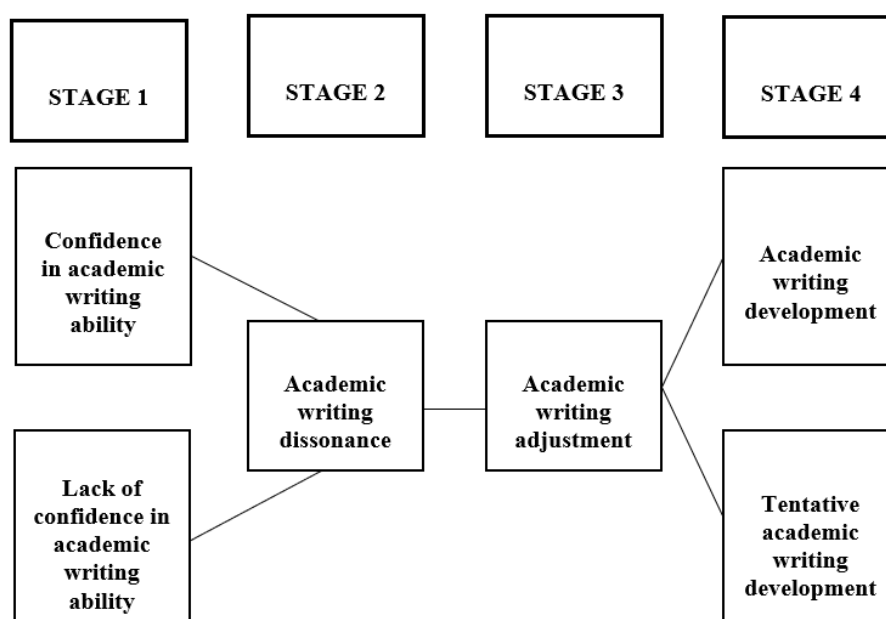 STAGE 1
STAGE 2
STAGE 3
STAGE 4
Confidence
in academic
writing
ability
Lack of
confidence in
academic
writing
ability
Academic
writing
dissonance
Academic
writing
adjustment
Academic
writing
development
Tentative
academic
writing
development